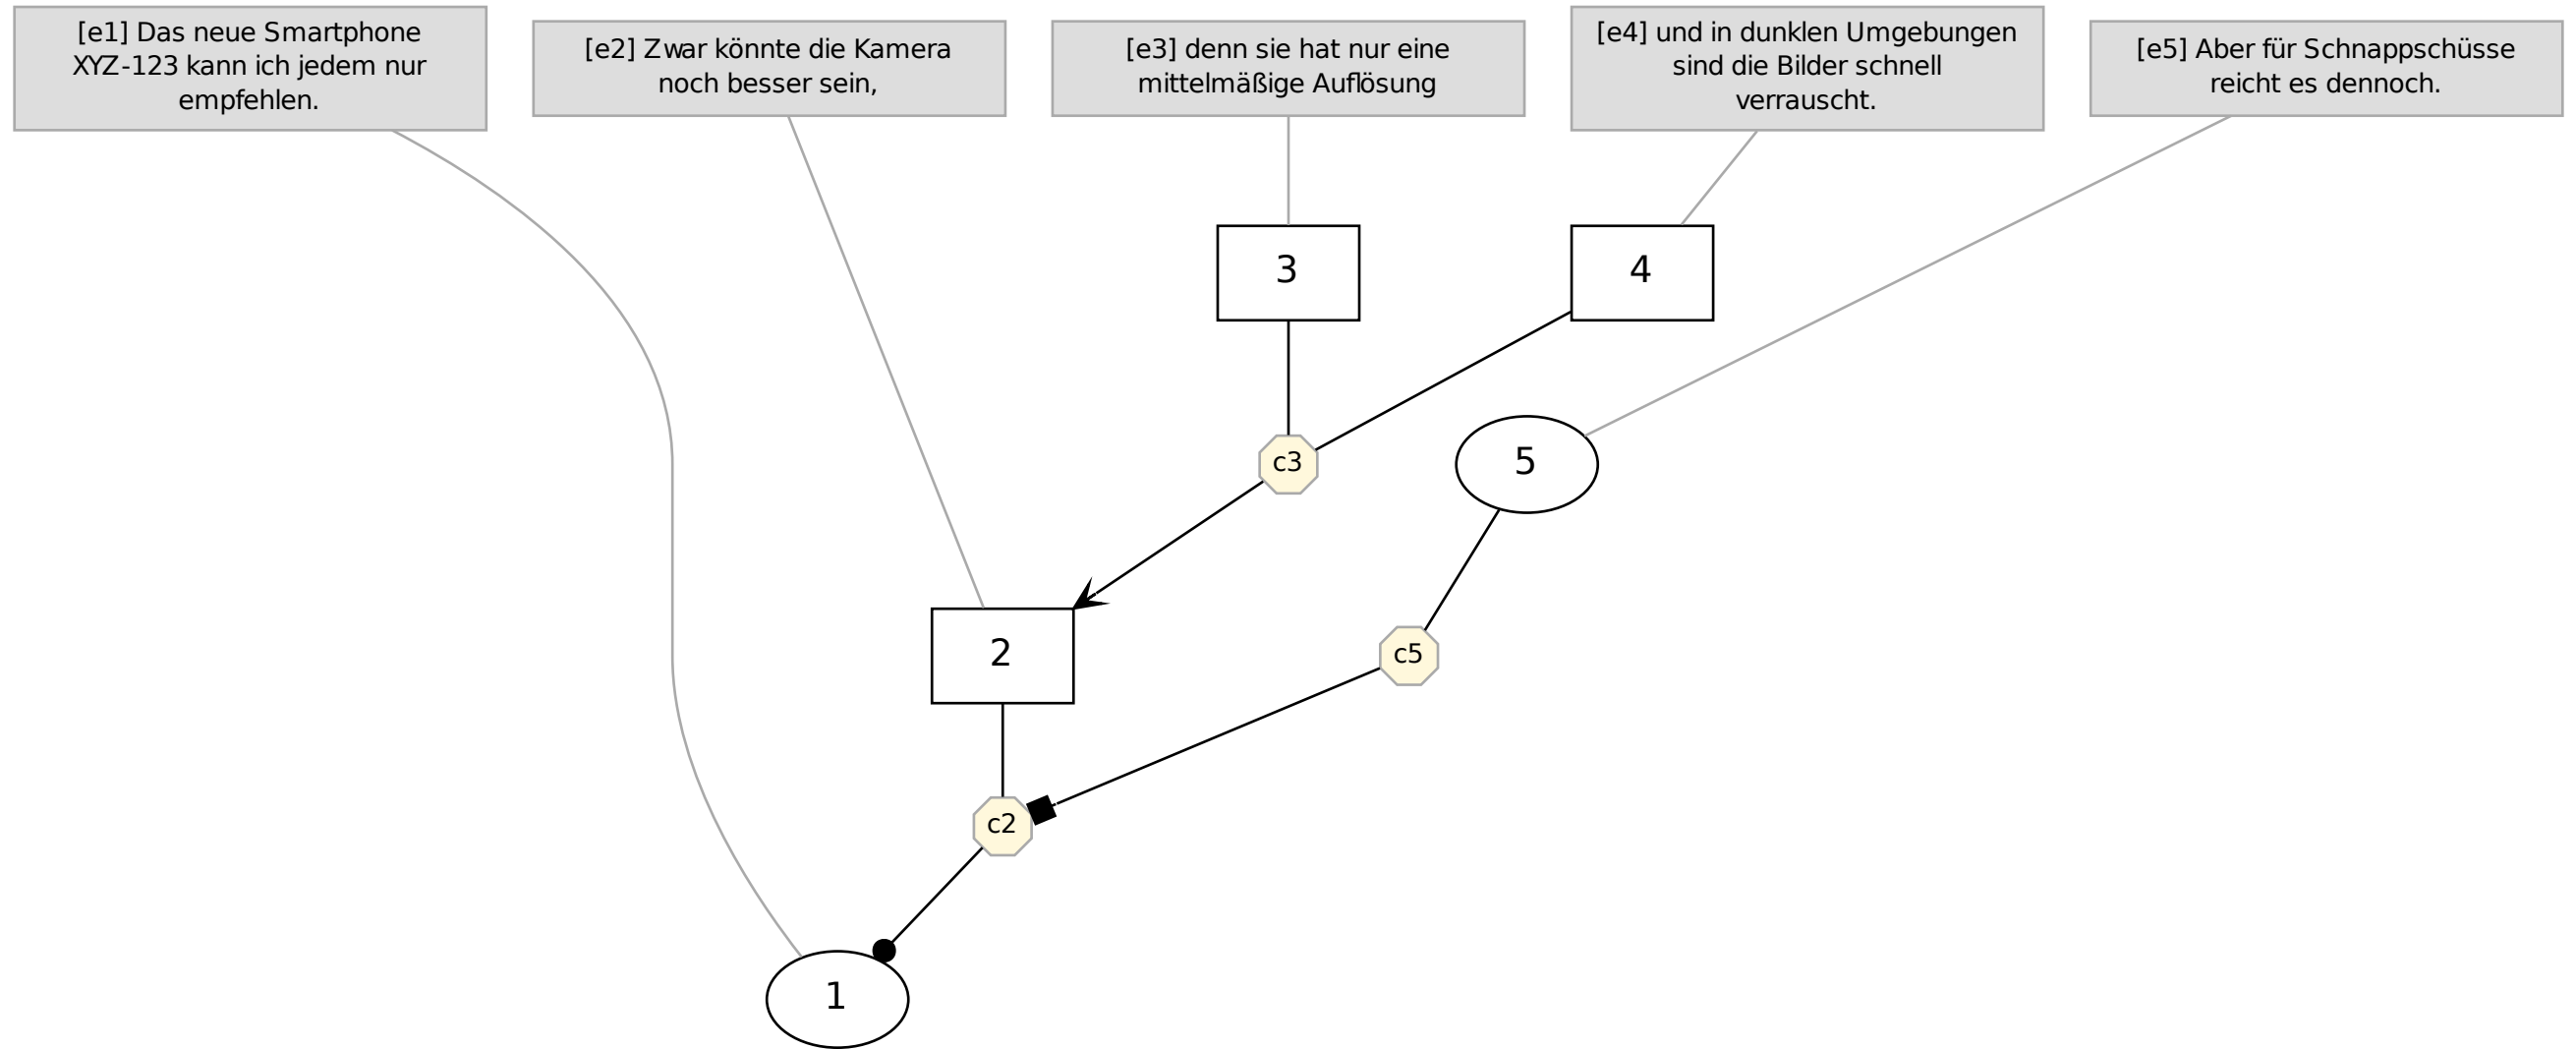 [e1] Das neue Smartphone
XYZ-123 kann ich jedem nur
empfehlen.
[e2] Zwar könnte die Kamera
noch besser sein,
[e3] denn sie hat nur eine
mittelmäßige Auflösung
[e4] und in dunklen Umgebungen
sind die Bilder schnell
verrauscht.
[e5] Aber für Schnappschüsse
reicht es dennoch.
3
4
c3
5
2
c5
c2
1